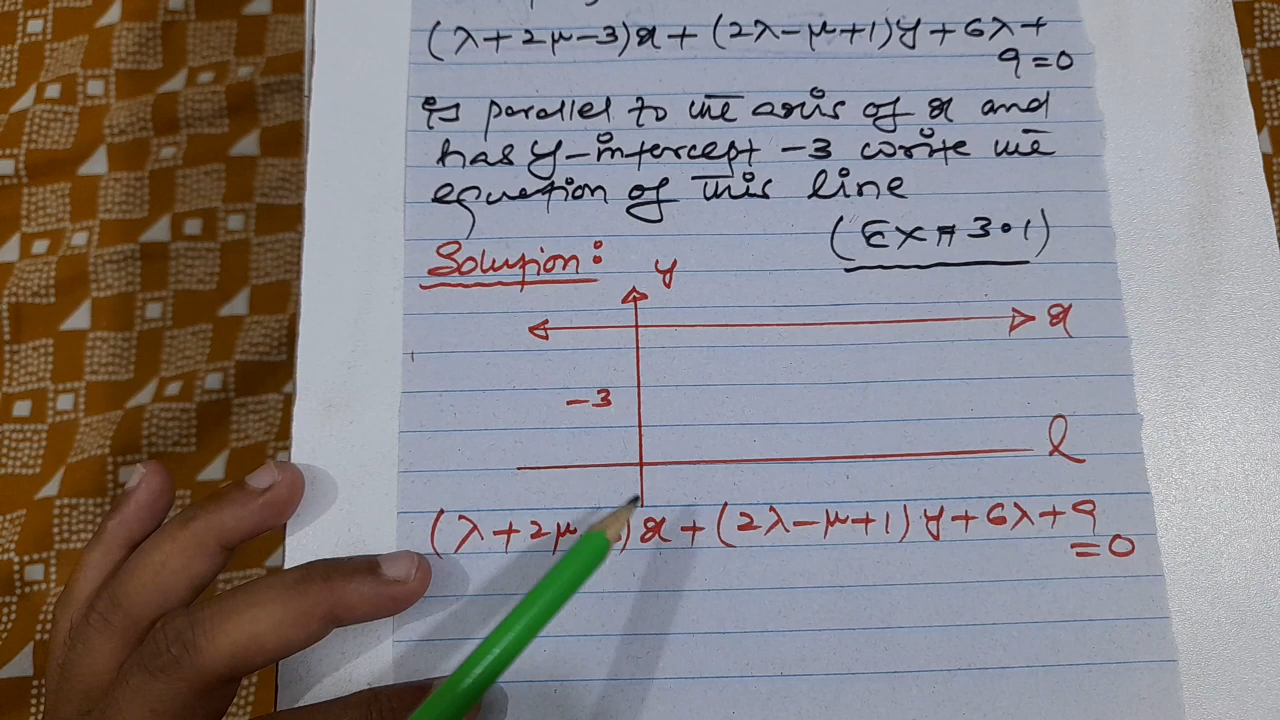 (λ+2μ-3)x+(2λ-μ+1)y+6λ+
9=0
is parallel to the axis of x and
has y-intercept -3 write the
equation of this line
(EX # 3.1)
Solution:
y
x
-3
l
(λ+2μ )x+(2λ-μ+1)y+6λ+9
=0